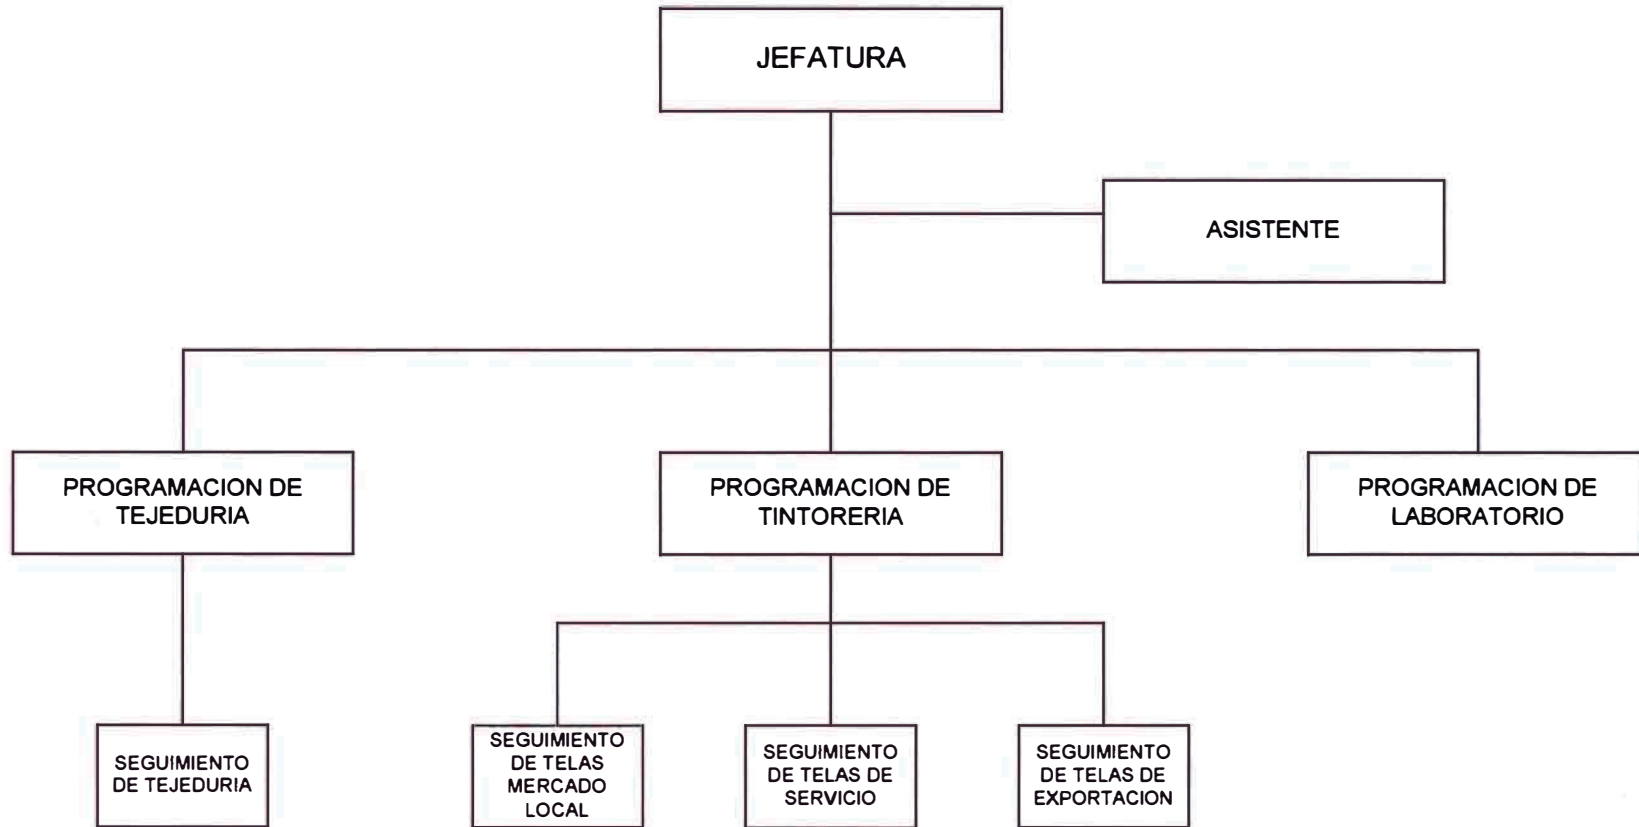 JEFATURA
ASISTENTE
PROGRAMACION DE
TEJEDURIA
PROGRAMACION DE
TINTORERIA
PROGRAMACION DE
LABORATORIO
SEGUIMIENTO
DE TEJEDURIA
SEGUIMIENTO
DE TELAS
MERCADO
LOCAL
SEGUIMIENTO
DE TELAS DE
SERVICIO
SEGUIMIENTO
DE TELAS DE
EXPORTACION